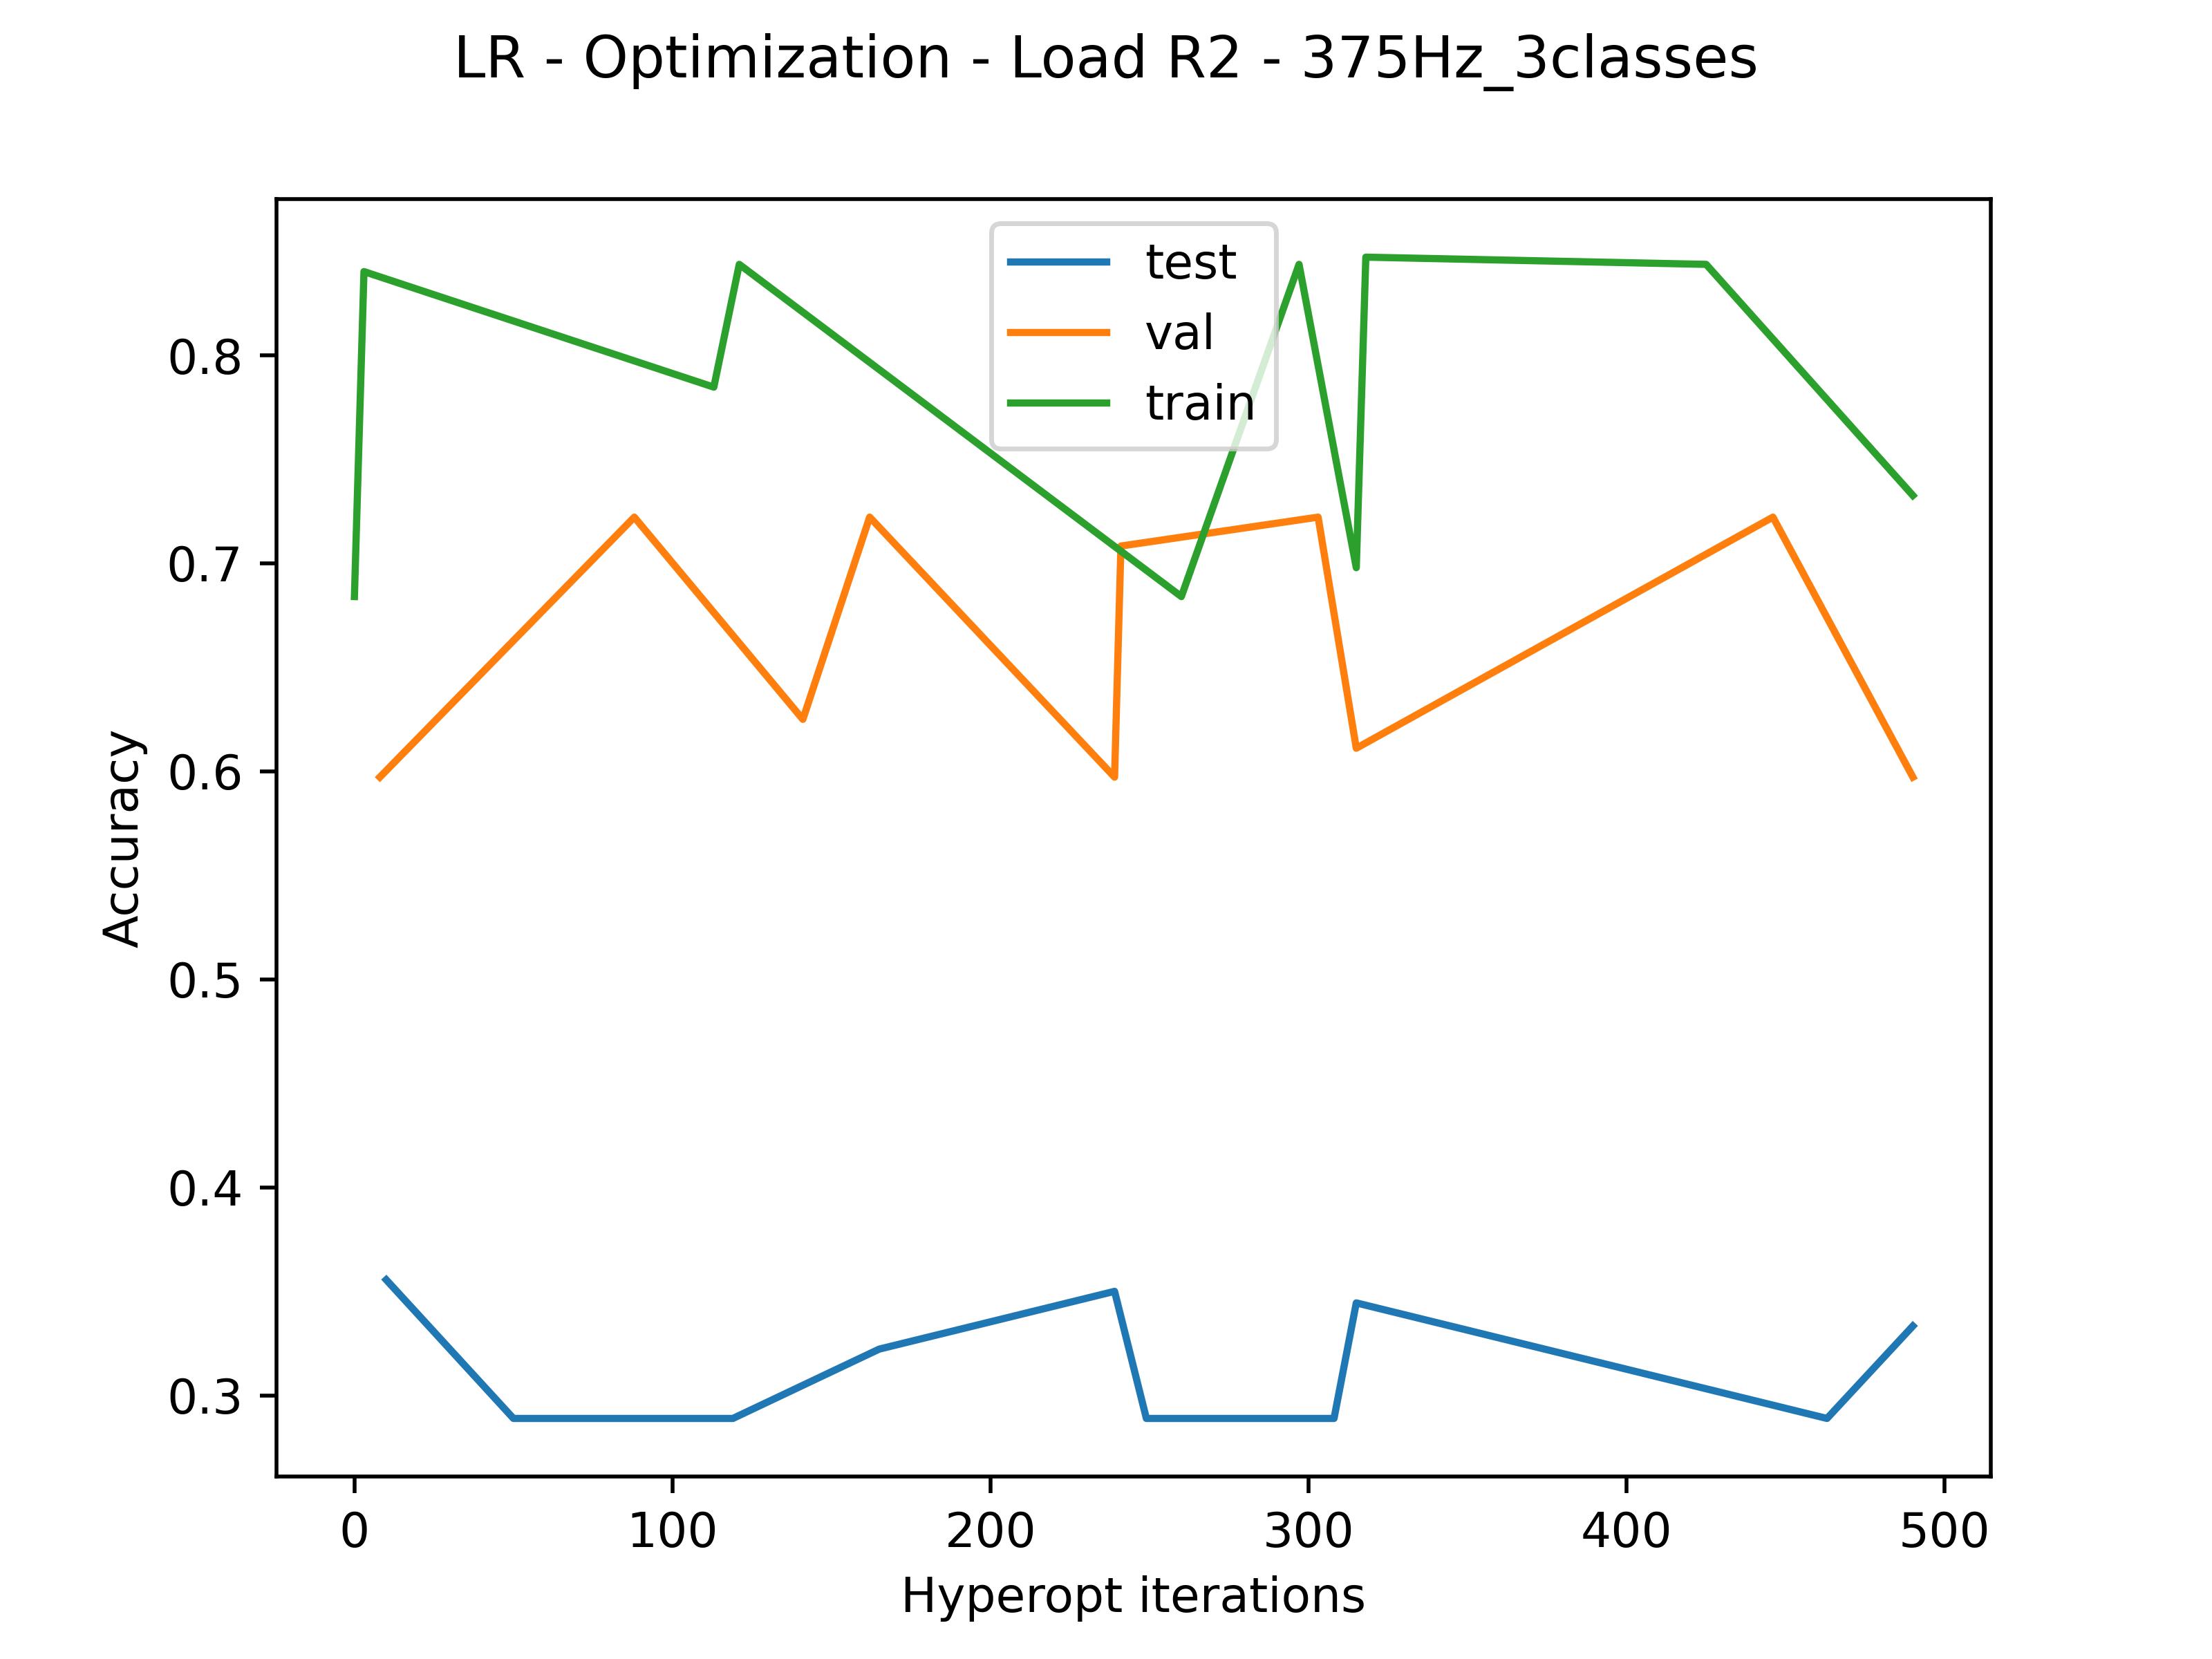 LR - Optimization - Load R2 - 375Hz_3classes
test
val
train
0.8
0.7
0.6
0.5
0.4
0.3
Accuracy
0 100 200 300 400 500
Hyperopt iterations